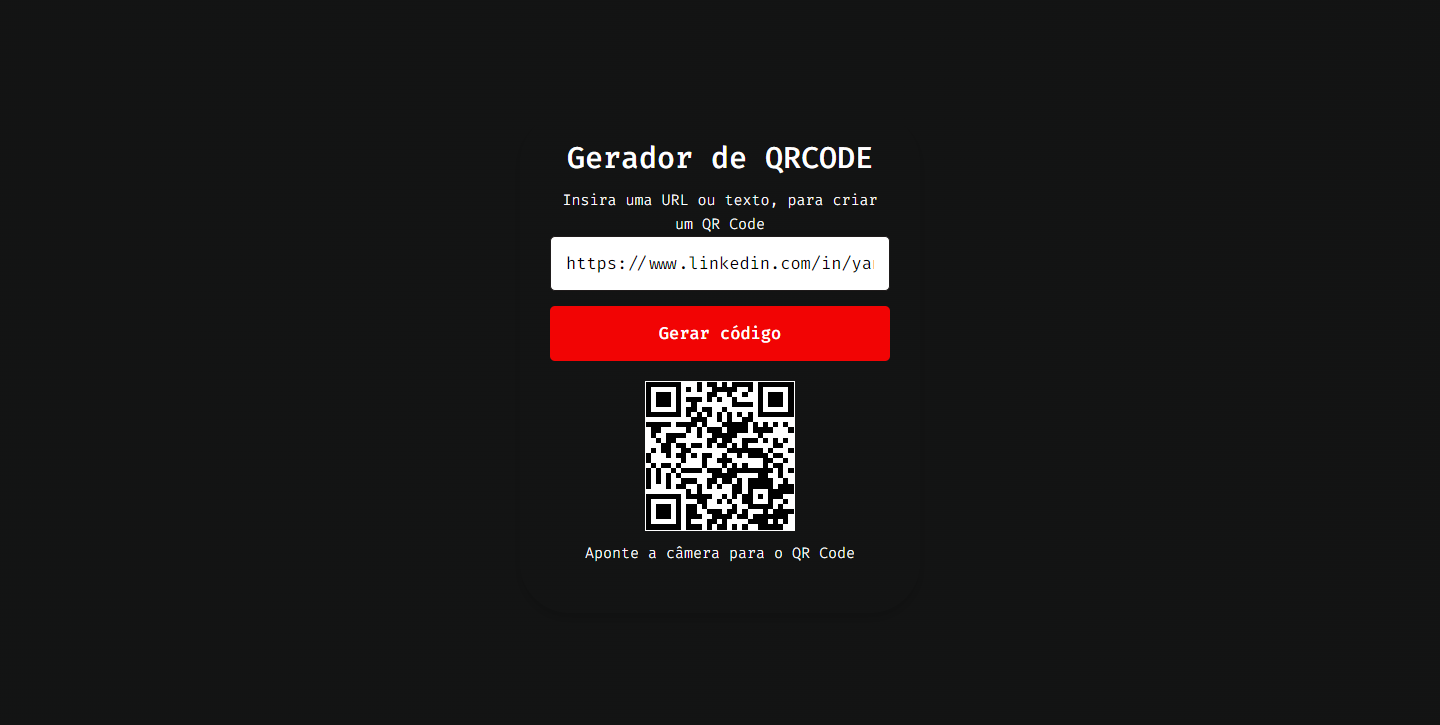 Gerador de QRCODE
Insira uma URL ou texto, para criar
um QR Code
https://www.linkedin.com/in/ya
Gerar código
Aponte a câmera para o QR Code